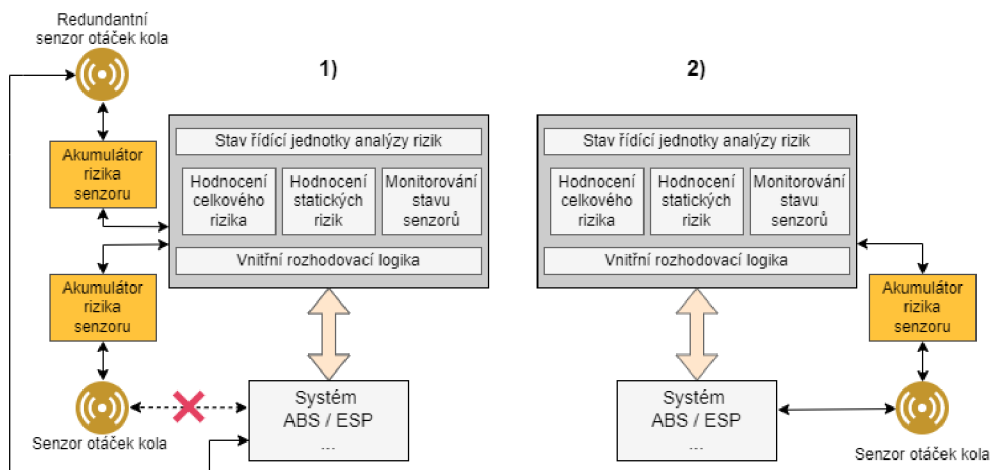 Redundantní
senzor otáček kola
1)
2)
Stav řídící jednotky analýzy rizik
Akumulátor
rizika
senzoru
Hodnocení
celkového
rizika
Hodnocení
statických
rizik
Monitorování
stavu
senzorů
Vnitřní rozhodovací logika
Akumulátor
rizika
senzoru
Systém
ABS / ESP
...
Senzor otáček kola
Stav řídící jednotky analýzy rizik
Hodnocení
celkového
rizika
Hodnocení
statických
rizik
Monitorování
stavu
senzorů
Vnitřní rozhodovací logika
Akumulátor
rizika
senzoru
Systém
ABS / ESP
...
Senzor otáček kola